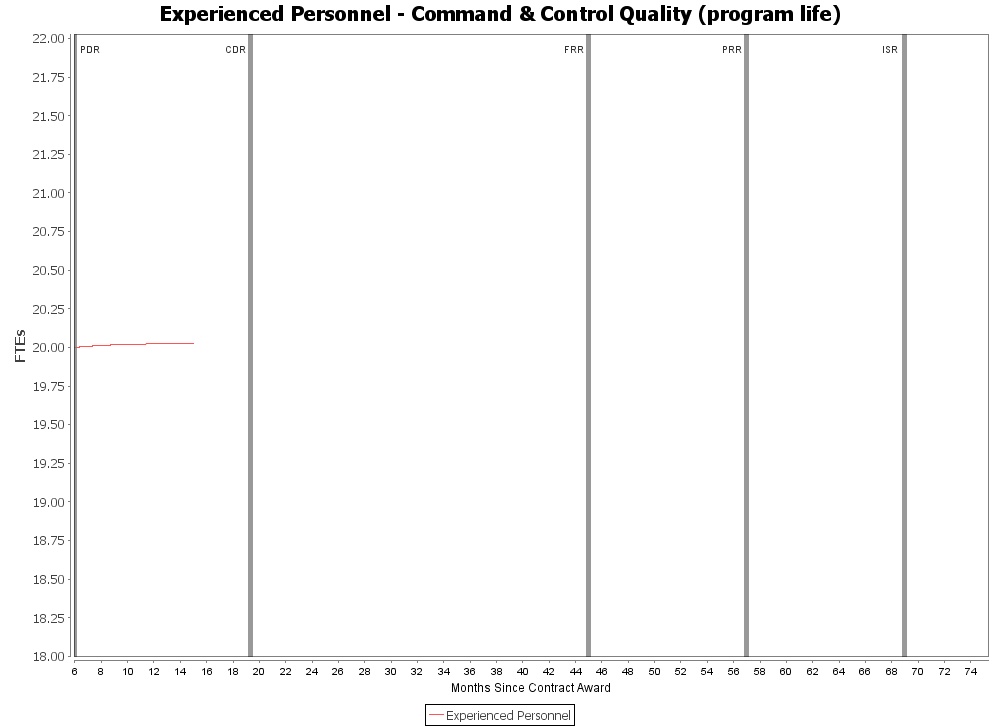 Experienced Personnel - Command & Control Quality (program life)
22.00
21.75
21.50
21.25
21.00
20.75
20.50
20.25
20.00
19.75
19.50
19.25
19.00
18.75
18.50
18.25
18.00
FTEs
PDR CDR FRR PRR ISR
6 8 10 12 14 16 18 20 22 24 26 28 30 32 34 36 38 40 42 44 46 48 50 52 54 56 58 60 62 64 66 68 70 72 74
Months Since Contract Award
Experienced Personnel